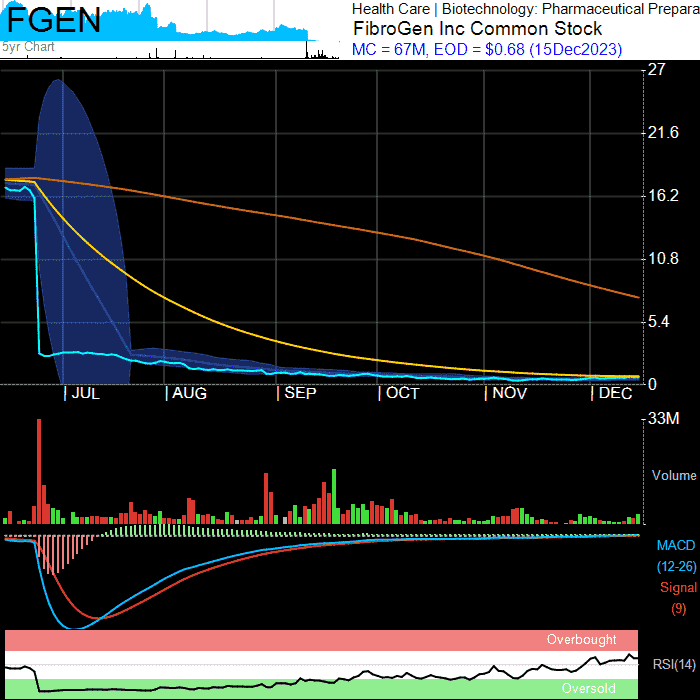 FGEN
5yr Chart
Health Care | Biotechnology: Pharmaceutical Prepara
FibroGen Inc Common Stock
MC = 67M, EOD = $0.68 (15Dec2023)
27
21.6
16.2
10.8
5.4
0
| JUL | AUG | SEP | OCT | NOV | DEC
33M
Volume
MACD
(12-26)
Signal
(9)
Overbought
RSI(14)
Oversold